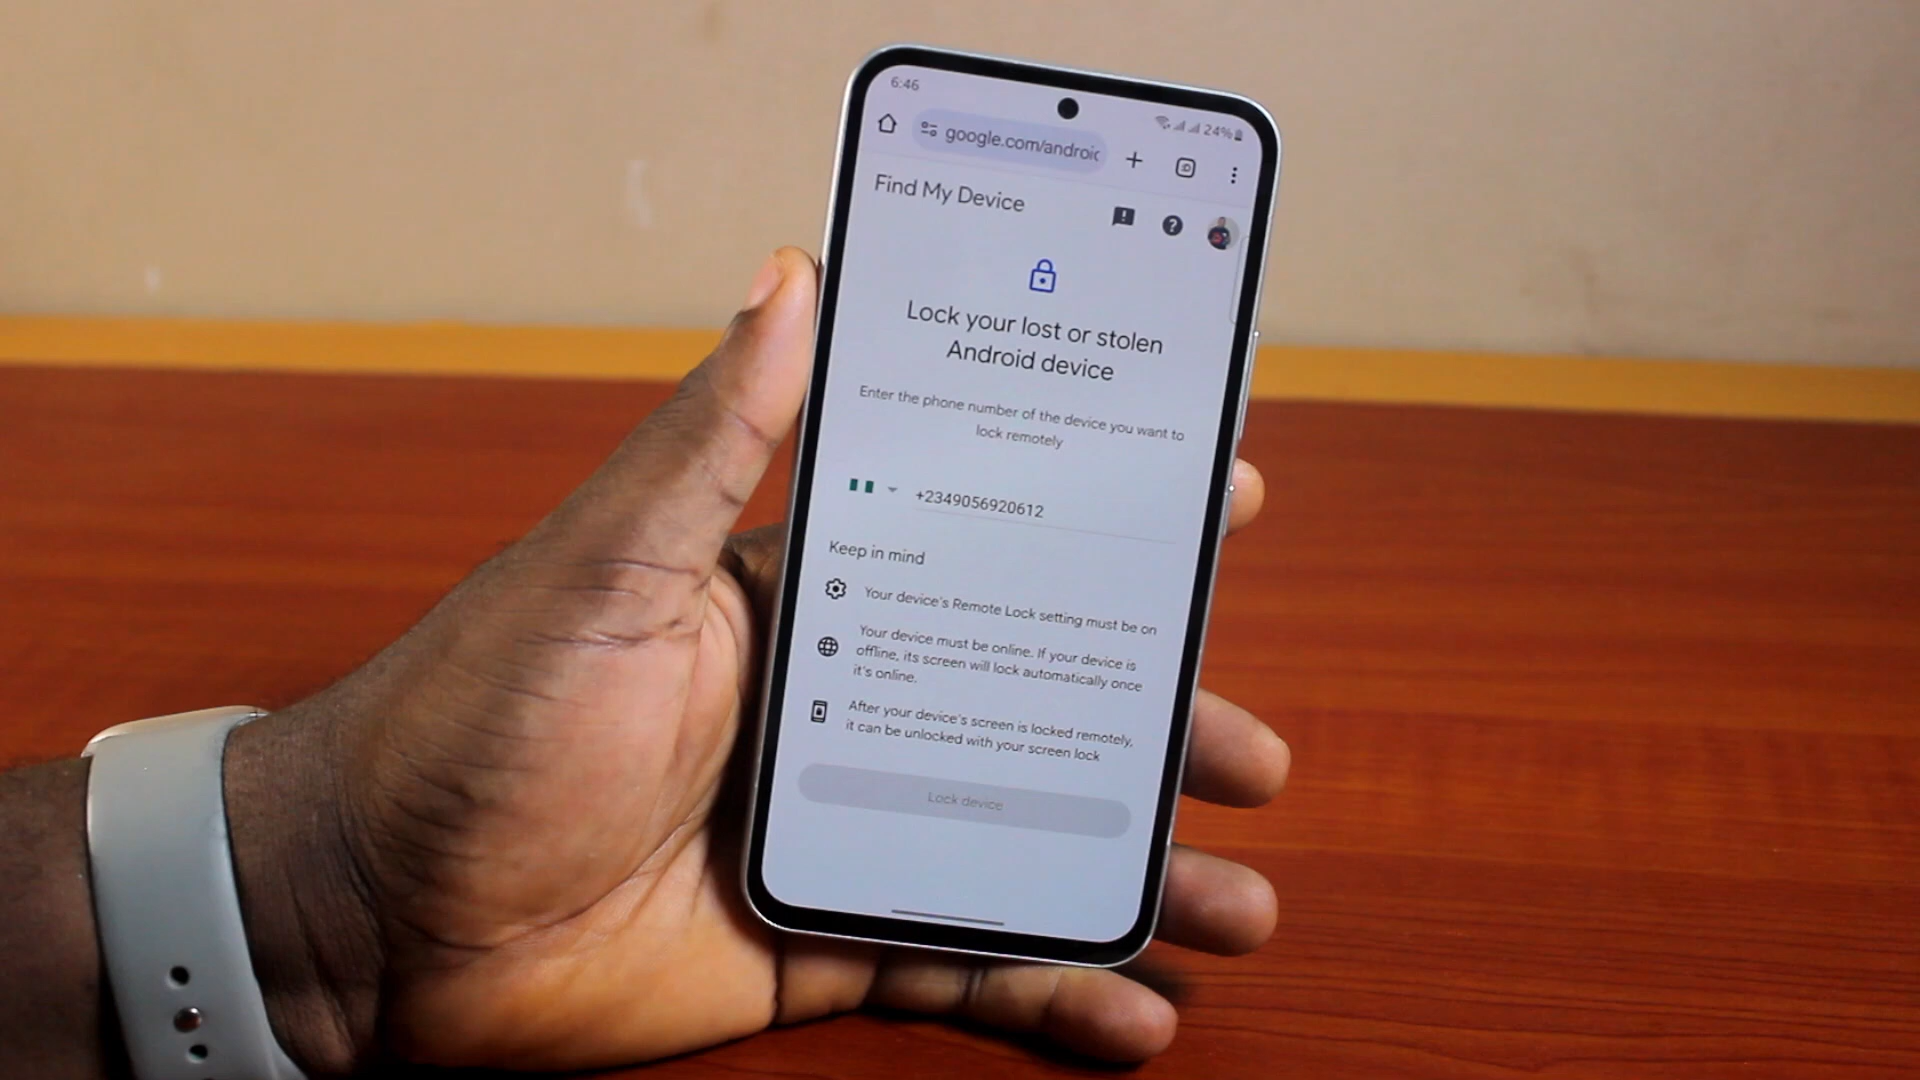 6:46
24%
google.com/androic
Find My Device
Lock your lost or stolen
Android device
Enter the phone number of the device you want to
lock remotely
+2349056920612
Keep in mind
Your device's Remote Lock setting must be on
Your device must be online. If your device is
offline, its screen will lock automatically once
it's online.
After your device's screen is locked remotely,
it can be unlocked with your screen lock
Lock device